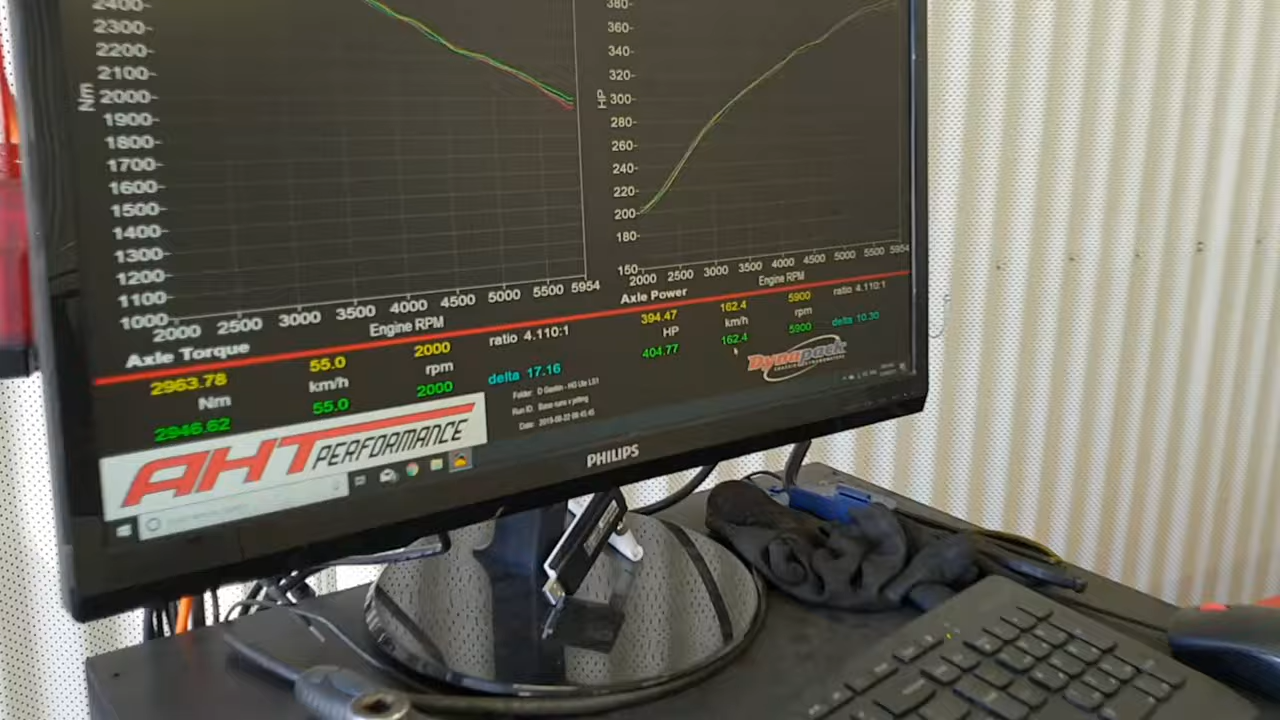 2400-
2300-
2200-
2100-
2000-
1900-
1800-
1700-
1600-
1500-
1400-
1300-
1200-
1100-
1000-
Nm
2000 2500 3000 3500 4000 4500 5000 5500 5954
Engine RPM
Axle Torque
ratio 4.110:1
2963.78 55.0 2000
Nm km/h rpm
2946.62 55.0 2000
delta 17.16
380-
360-
340-
320-
300-
280-
260-
240-
220-
200-
180-
150-
HP
2000 2500 3000 3500 4000 4500 5000 5500 5954
Engine RPM
Axle Power
ratio 4.110:1
394.47 162.4 5900
HP km/h rpm
404.77 162.4 5900
delta 10.30
Dynapack
Date: 2019-08-22
AHT PERFORMANCE
PHILIPS